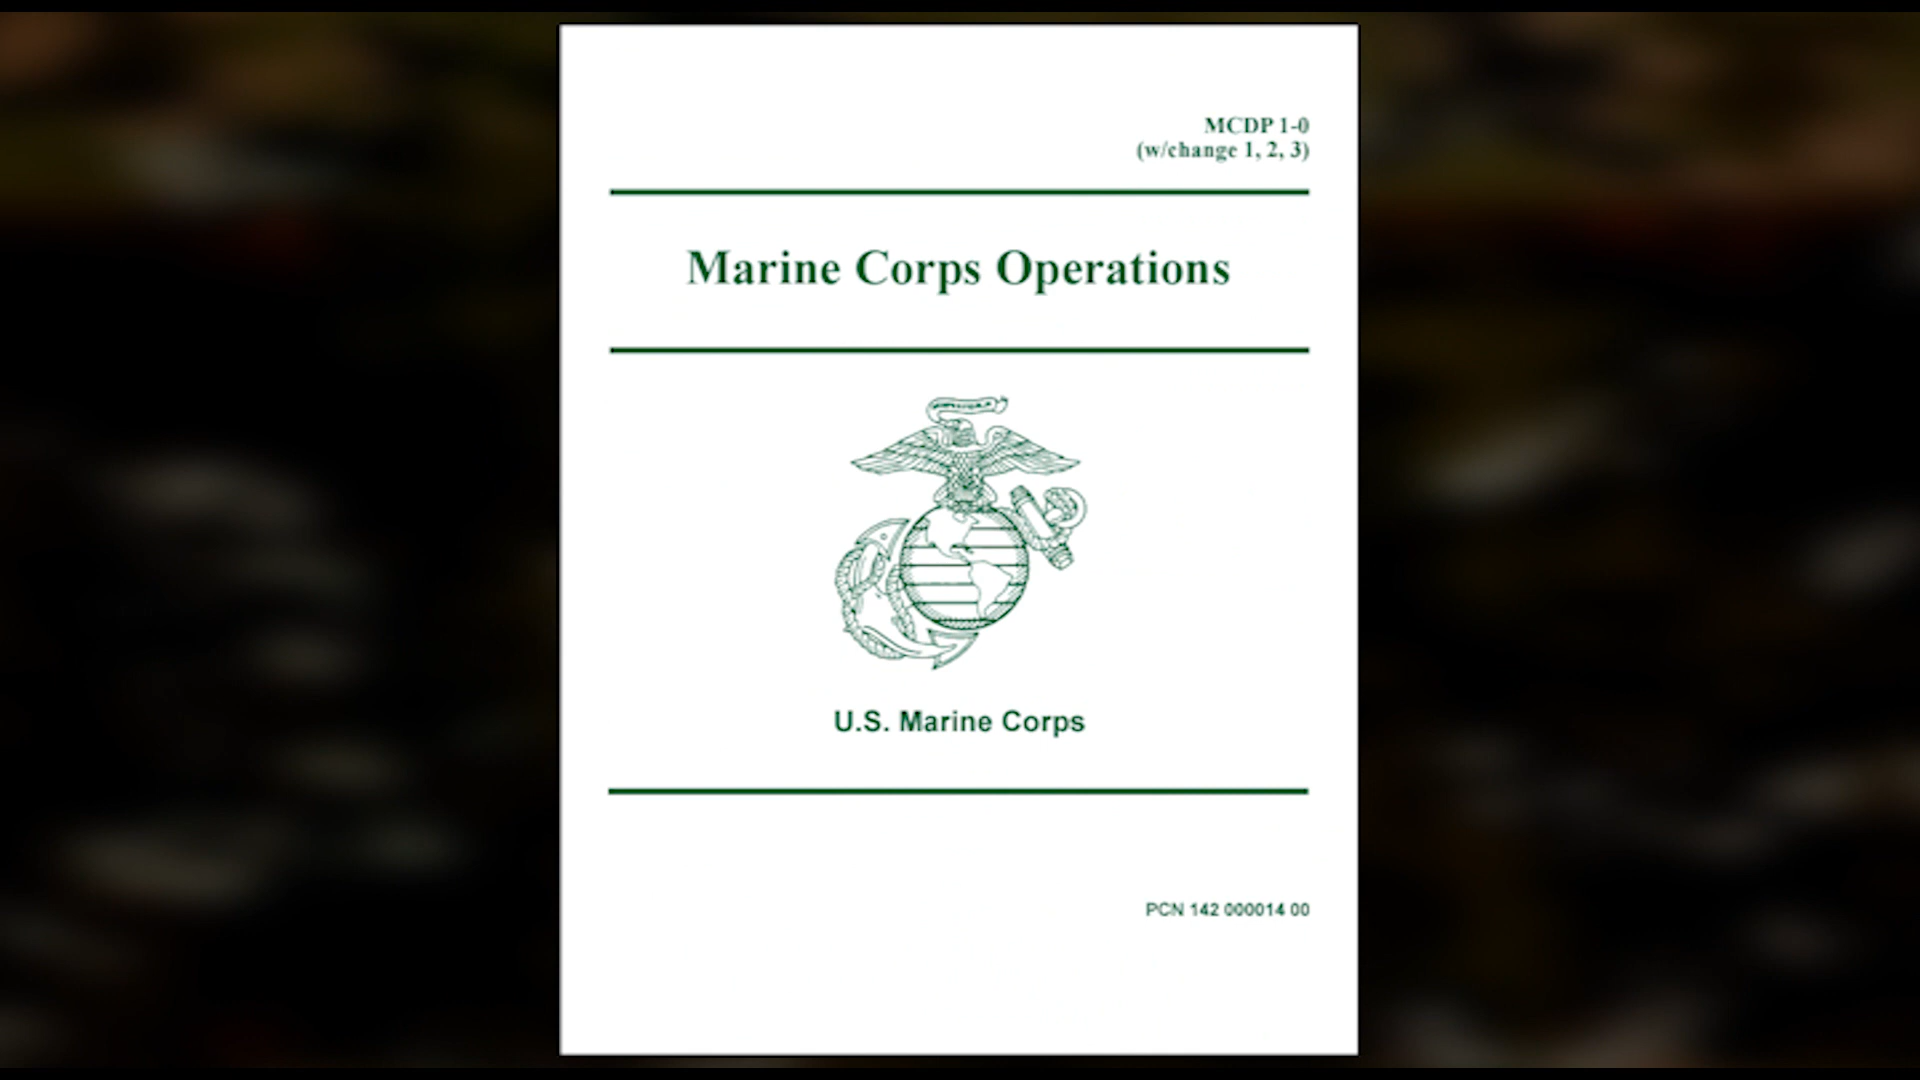 MCDP 1-0
(w/change 1, 2, 3)
Marine Corps Operations
U.S. Marine Corps
PCN 142 000014 00